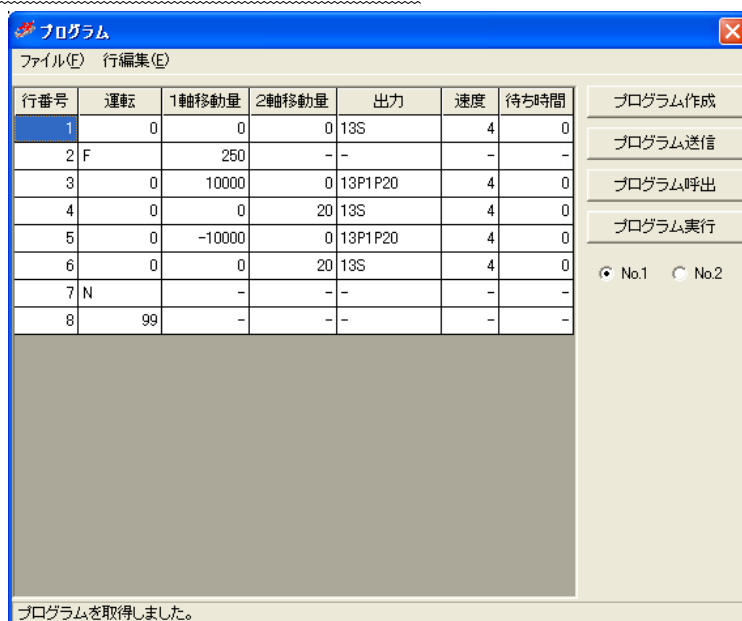 プログラム
ファイル(F) 行編集(E)
行番号 運転 1軸移動量 2軸移動量 出力 速度 待ち時間
1 0 0 0 13S 4 0
2 F 250 - - - -
3 0 10000 0 13P1P20 4 0
4 0 0 20 13S 4 0
5 0 -10000 0 13P1P20 4 0
6 0 0 20 13S 4 0
7 N - - - - -
8 99 - - - - -
プログラム作成
プログラム送信
プログラム呼出
プログラム実行
No.1 No.2
プログラムを取得しました。